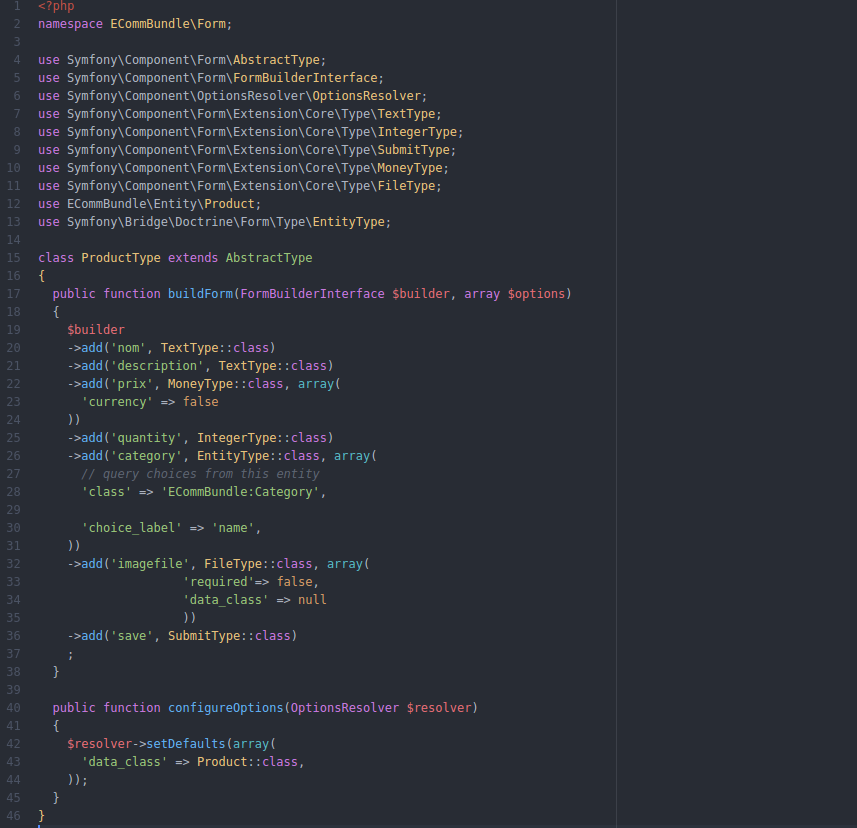 1 <?php
2 namespace ECommBundle\Form;
3
4 use Symfony\Component\Form\AbstractType;
5 use Symfony\Component\Form\FormBuilderInterface;
6 use Symfony\Component\OptionsResolver\OptionsResolver;
7 use Symfony\Component\Form\Extension\Core\Type\TextType;
8 use Symfony\Component\Form\Extension\Core\Type\IntegerType;
9 use Symfony\Component\Form\Extension\Core\Type\SubmitType;
10 use Symfony\Component\Form\Extension\Core\Type\MoneyType;
11 use Symfony\Component\Form\Extension\Core\Type\FileType;
12 use ECommBundle\Entity\Product;
13 use Symfony\Bridge\Doctrine\Form\Type\EntityType;
14
15 class ProductType extends AbstractType
16 {
17   public function buildForm(FormBuilderInterface $builder, array $options)
18   {
19     $builder
20     ->add('nom', TextType::class)
21     ->add('description', TextType::class)
22     ->add('prix', MoneyType::class, array(
23       'currency' => false
24     ))
25     ->add('quantity', IntegerType::class)
26     ->add('category', EntityType::class, array(
27       // query choices from this entity
28       'class' => 'ECommBundle:Category',
29
30       'choice_label' => 'name',
31     ))
32     ->add('imagefile', FileType::class, array(
33                     'required'=> false,
34                     'data_class' => null
35                     ))
36     ->add('save', SubmitType::class)
37     ;
38   }
39
40   public function configureOptions(OptionsResolver $resolver)
41   {
42     $resolver->setDefaults(array(
43       'data_class' => Product::class,
44     ));
45   }
46 }